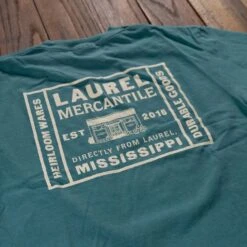 LAUREL
MERCANTILE
EST 2016
DIRECTLY FROM LAUREL,
MISSISSIPPI
HEIRLOOM WARES
DURABLE GOODS